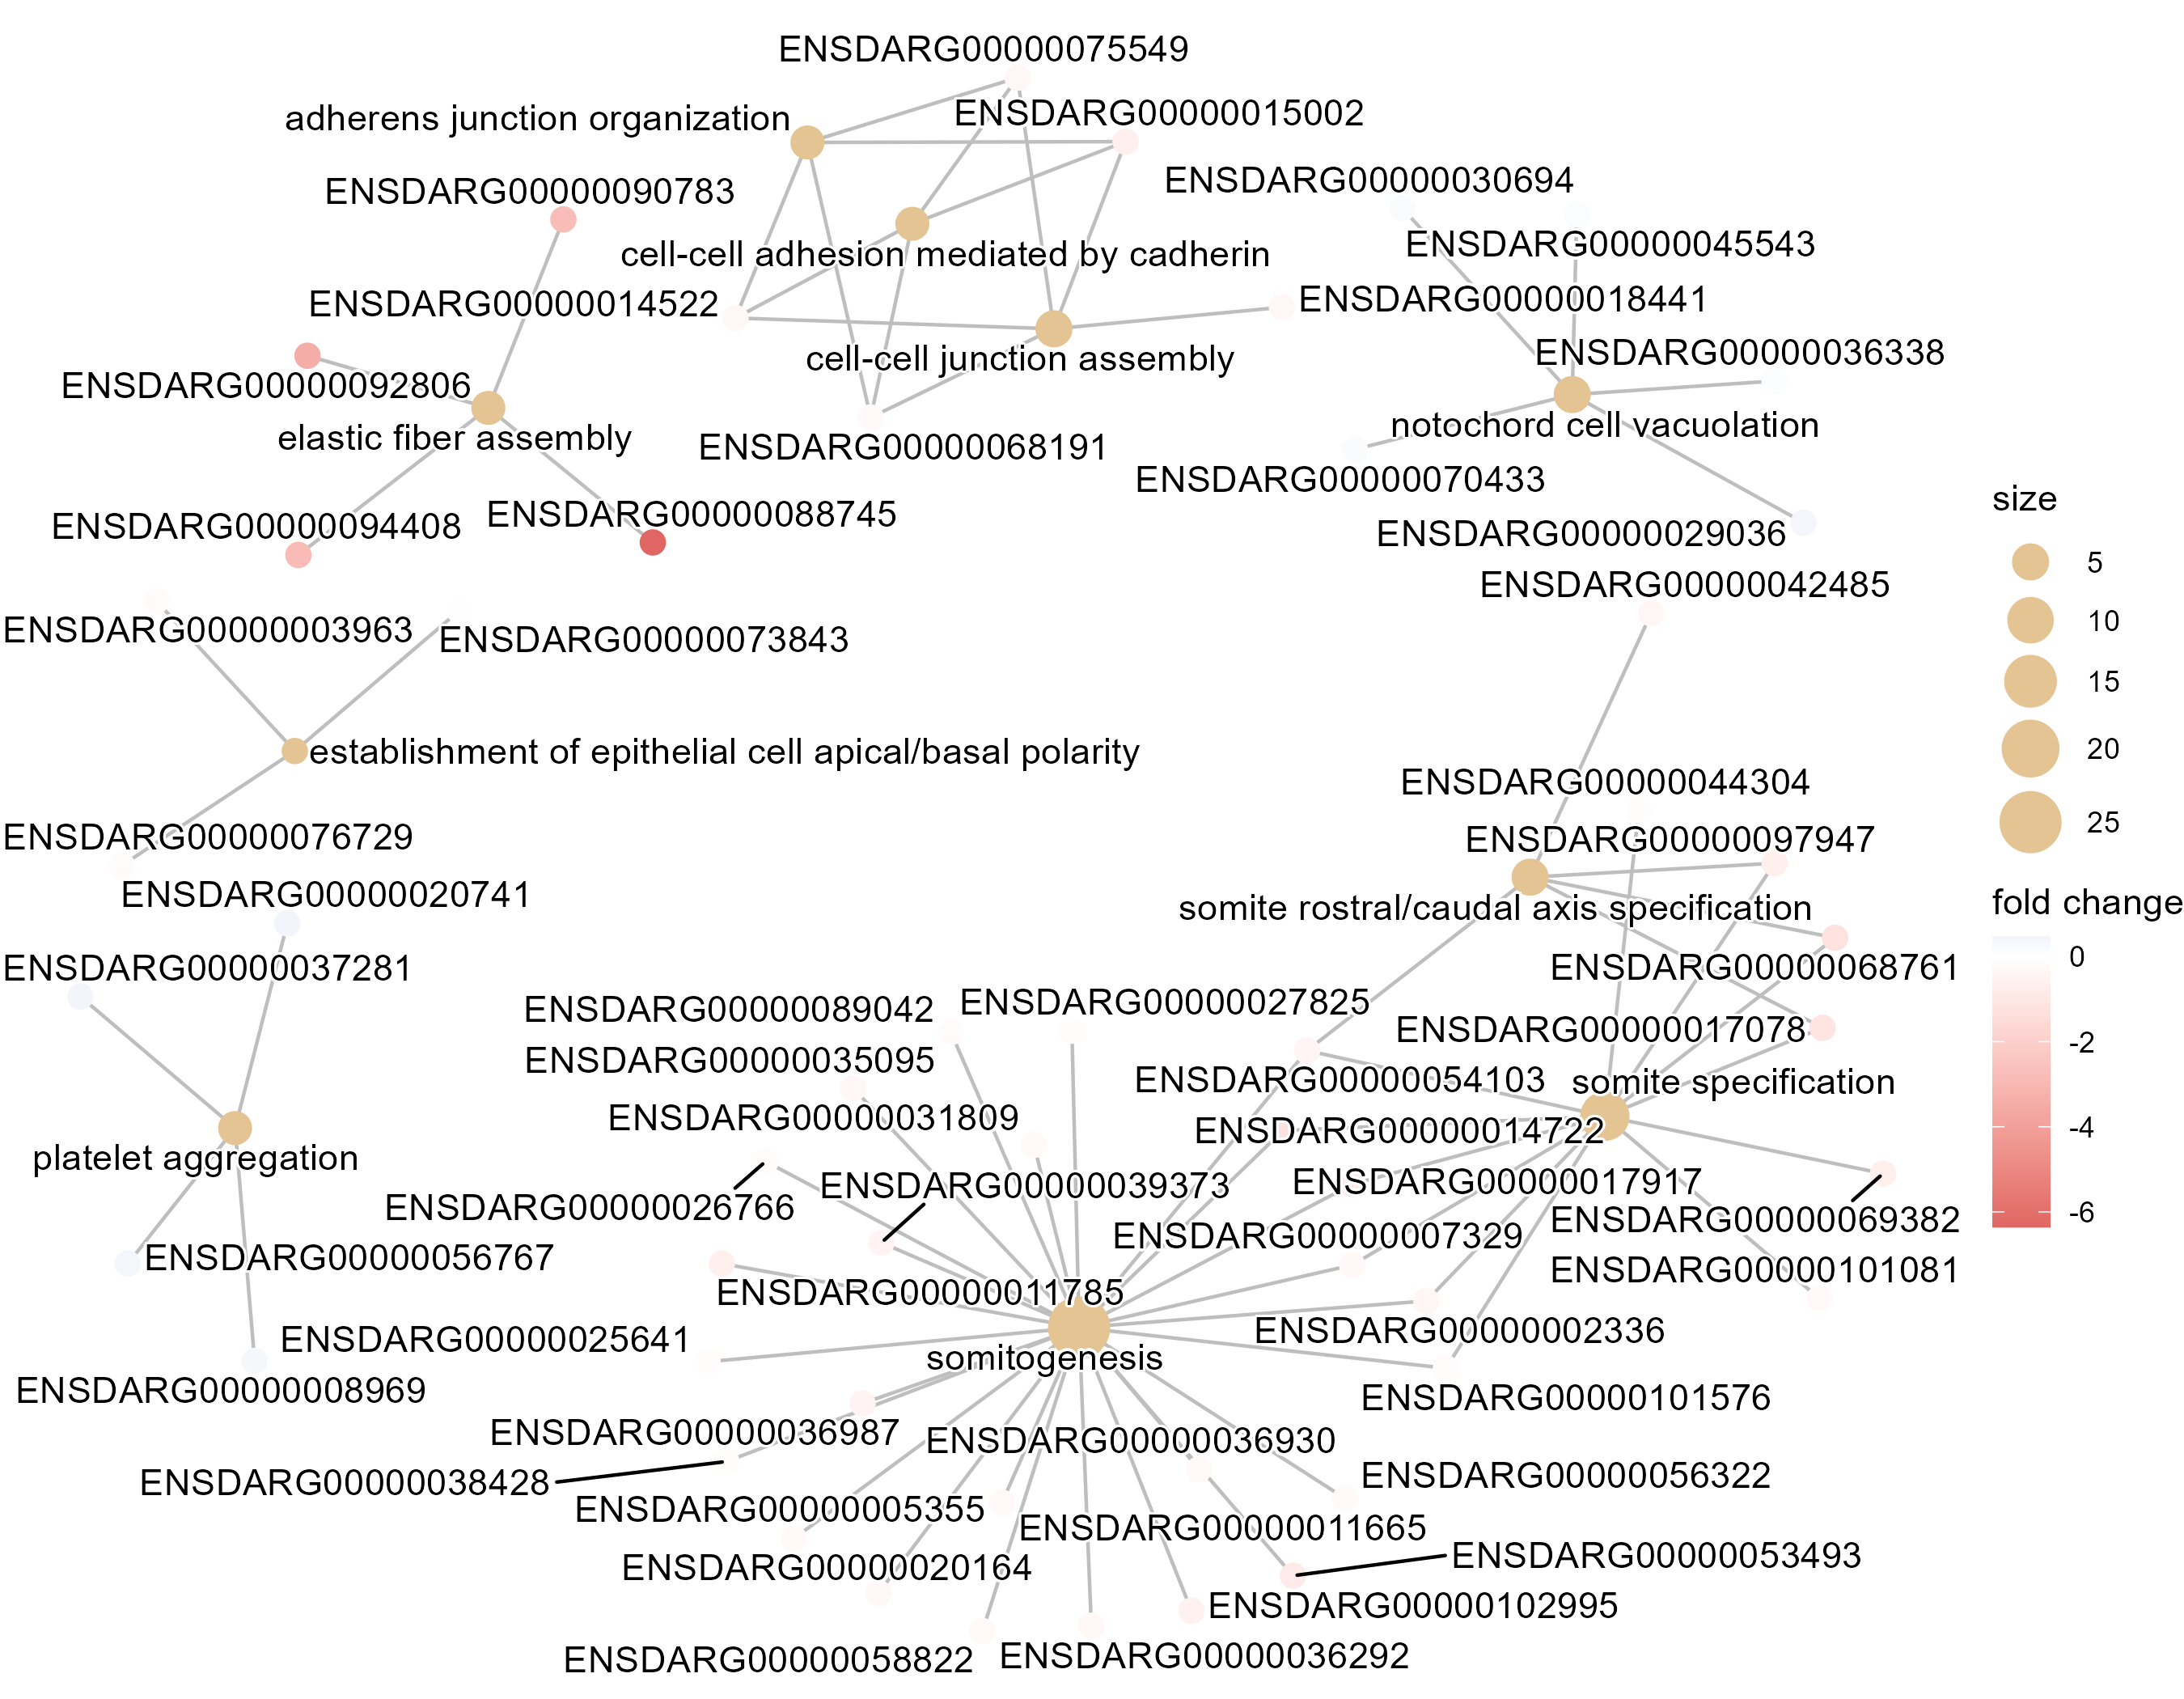 ENSDARG00000075549
ENSDARG00000015002
adherens junction organization
ENSDARG00000030694
ENSDARG00000090783
ENSDARG00000045543
cell-cell adhesion mediated by cadherin
ENSDARG00000018441
ENSDARG00000014522
ENSDARG00000036338
cell-cell junction assembly
ENSDARG00000092806
notochord cell vacuolation
elastic fiber assembly
ENSDARG00000068191
ENSDARG00000070433
size
ENSDARG00000088745
ENSDARG00000094408
ENSDARG00000029036
5
ENSDARG00000042485
10
ENSDARG00000003963
ENSDARG00000073843
15
20
establishment of epithelial cell apical/basal polarity
ENSDARG00000044304
25
ENSDARG00000076729
ENSDARG00000097947
ENSDARG00000020741
fold change
somite rostral/caudal axis specification
0
ENSDARG00000037281
ENSDARG00000068761
ENSDARG00000027825
ENSDARG00000089042
ENSDARG00000017078
-2
ENSDARG00000035095
ENSDARG00000054103
somite specification
ENSDARG00000031809
-4
ENSDARG00000014722
platelet aggregation
ENSDARG00000017917
ENSDARG00000039373
ENSDARG00000026766
-6
ENSDARG00000069382
ENSDARG00000007329
ENSDARG00000056767
ENSDARG00000101081
ENSDARG00000011785
ENSDARG00000002336
ENSDARG00000025641
somitogenesis
ENSDARG00000008969
ENSDARG00000101576
ENSDARG00000036987
ENSDARG00000036930
ENSDARG00000056322
ENSDARG00000038428
ENSDARG00000005355
ENSDARG00000011665
ENSDARG00000053493
ENSDARG00000020164
ENSDARG00000102995
ENSDARG00000036292
ENSDARG00000058822